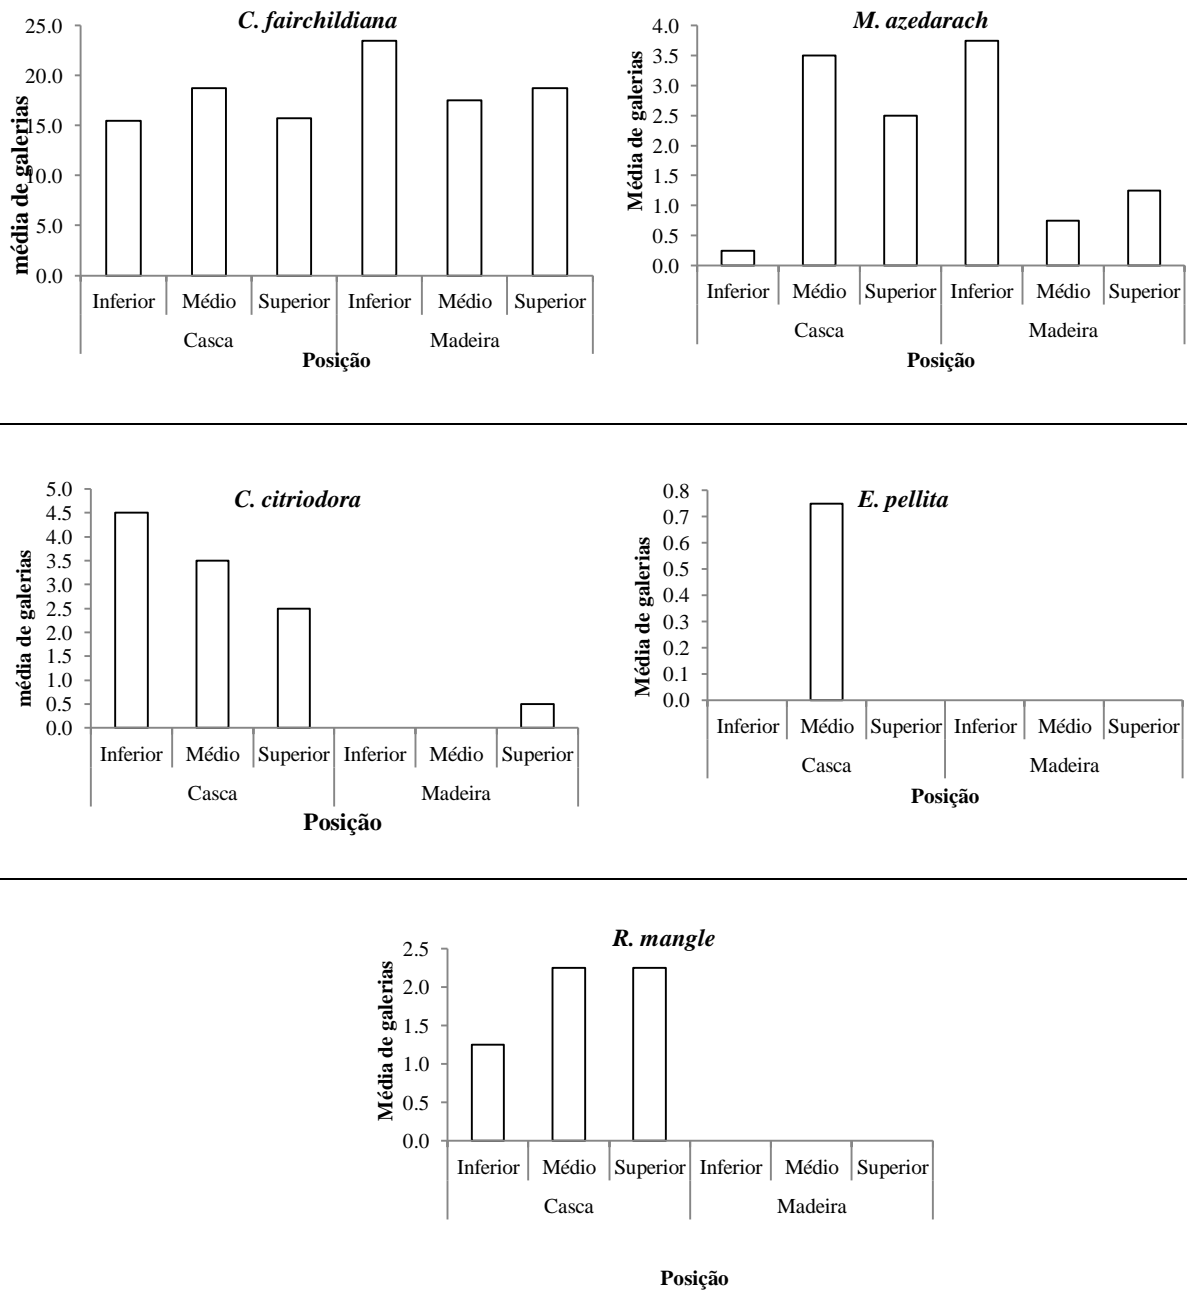 C. fairchildiana
média de galerias
25.0
20.0
15.0
10.0
5.0
0.0
Inferior Médio Superior Inferior Médio Superior
Casca Madeira
Posição
M. azedarach
Média de galerias
4.0
3.5
3.0
2.5
2.0
1.5
1.0
0.5
0.0
Inferior Médio Superior Inferior Médio Superior
Casca Madeira
Posição
C. citriodora
média de galerias
5.0
4.5
4.0
3.5
3.0
2.5
2.0
1.5
1.0
0.5
0.0
Inferior Médio Superior Inferior Médio Superior
Casca Madeira
Posição
E. pellita
Média de galerias
0.8
0.7
0.6
0.5
0.4
0.3
0.2
0.1
0.0
Inferior Médio Superior Inferior Médio Superior
Casca Madeira
Posição
R. mangle
Média de galerias
2.5
2.0
1.5
1.0
0.5
0.0
Inferior Médio Superior Inferior Médio Superior
Casca Madeira
Posição